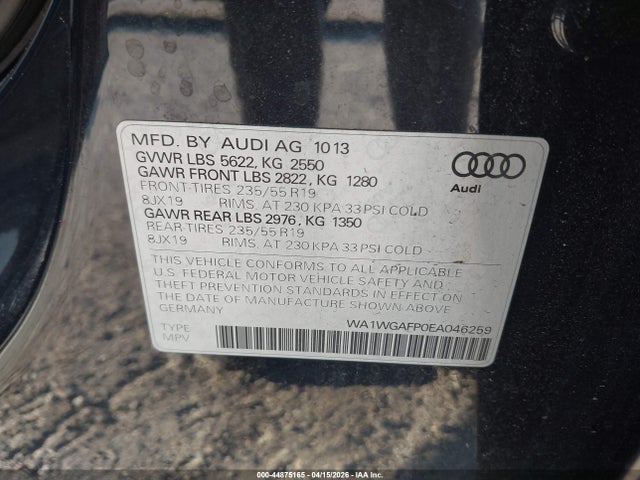 MFD. BY AUDI AG 10 13
GVWR LBS 5622, KG 2550
GAWR FRONT LBS 2822, KG 1280
FRONT-TIRES 235/55 R19
8JX19 RIMS. AT 230 KPA 33 PSI COLD
GAWR REAR LBS 2976, KG 1350
REAR-TIRES 235/55 R19
8JX19 RIMS. AT 230 KPA 33 PSI COLD
Audi
THIS VEHICLE CONFORMS TO ALL APPLICABLE
U.S. FEDERAL MOTOR VEHICLE SAFETY AND
THEFT PREVENTION STANDARDS IN EFFECT ON
THE DATE OF MANUFACTURE SHOWN ABOVE
GERMANY
WA1WGAFP0EA046259
TYPE
MPV
000-44875165 - 04/15/2026 - IAA Inc.